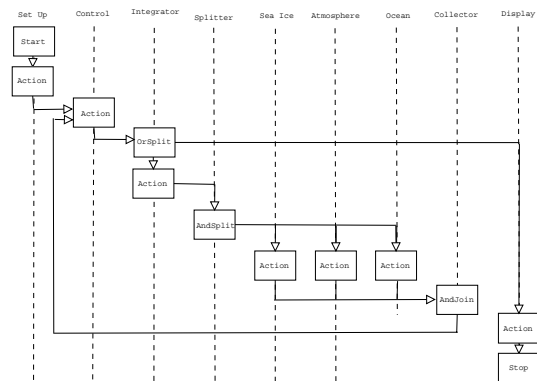 Set Up
Control
Integrator
Splitter
Sea Ice
Atmosphere
Ocean
Collector
Display
Start
Action
Action
OrSplit
Action
AndSplit
Action
Action
Action
AndJoin
Action
Stop